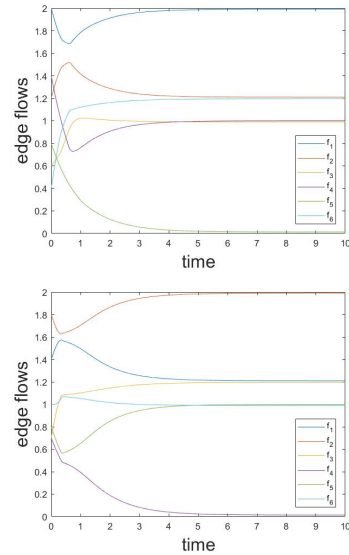 2
1.8
1.6
1.4
1.2
1
0.8
0.6
0.4
0.2
0
edge flows
f₁
f₂
f₃
f₄
f₅
f₆
0 1 2 3 4 5 6 7 8 9 10
time
2
1.8
1.6
1.4
1.2
1
0.8
0.6
0.4
0.2
0
edge flows
f₁
f₂
f₃
f₄
f₅
f₆
0 1 2 3 4 5 6 7 8 9 10
time